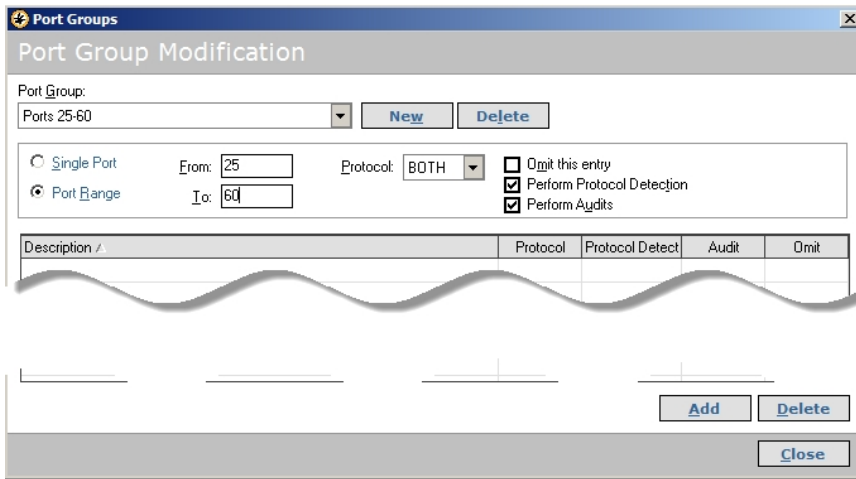 Port Groups
Port Group Modification
Port Group:
Ports 25-60
New
Delete
Single Port
From: 25
Protocol: BOTH
Omit this entry
Port Range
To: 60
Perform Protocol Detection
Perform Audits
Description
Protocol
Protocol Detect
Audit
Omit
Add
Delete
Close